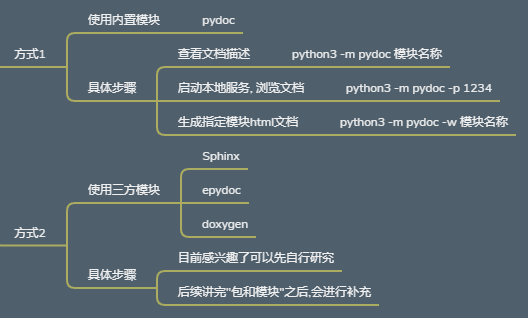 方式1
使用内置模块 pydoc
具体步骤
查看文档描述 python3 -m pydoc 模块名称
启动本地服务, 浏览文档 python3 -m pydoc -p 1234
生成指定模块html文档 python3 -m pydoc -w 模块名称
方式2
使用三方模块
Sphinx
epydoc
doxygen
具体步骤
目前感兴趣了可以先自行研究
后续讲完"包和模块"之后,会进行补充